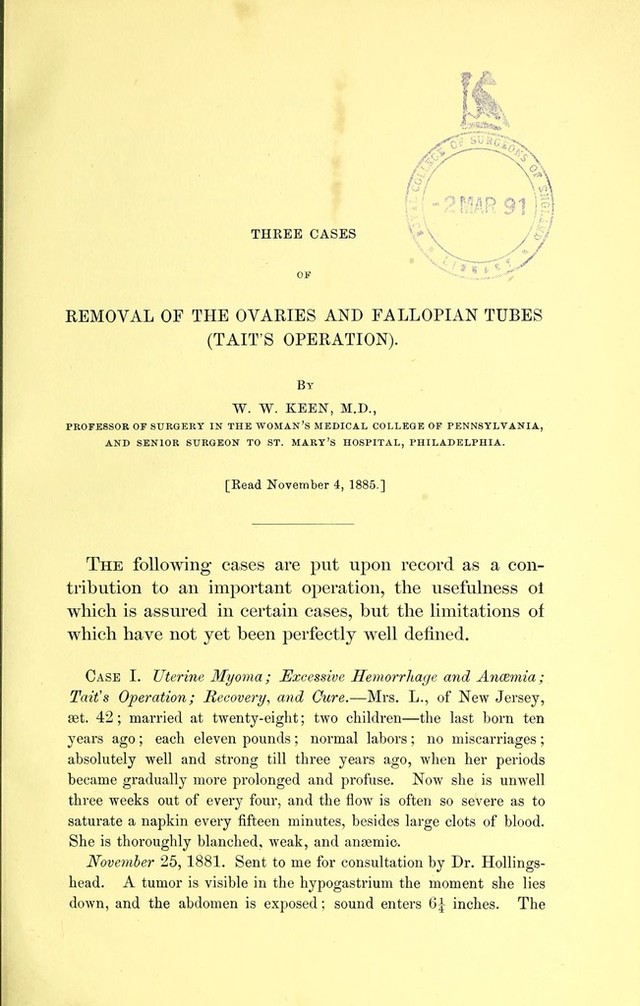 ROYAL COLLEGE OF SURGEONS OF ENGLAND
-2 MAR 91
LIBRARY
THREE CASES
OF
REMOVAL OF THE OVARIES AND FALLOPIAN TUBES
(TAIT'S OPERATION).
By
W. W. KEEN, M.D.,
PROFESSOR OF SURGERY IN THE WOMAN'S MEDICAL COLLEGE OF PENNSYLVANIA,
AND SENIOR SURGEON TO ST. MARY'S HOSPITAL, PHILADELPHIA.
[Read November 4, 1885.]
THE following cases are put upon record as a con-
tribution to an important operation, the usefulness of
which is assured in certain cases, but the limitations of
which have not yet been perfectly well defined.
CASE I. Uterine Myoma; Excessive Hemorrhage and Anæmia;
Tait's Operation; Recovery, and Cure.—Mrs. L., of New Jersey,
æt. 42; married at twenty-eight; two children—the last born ten
years ago; each eleven pounds; normal labors; no miscarriages;
absolutely well and strong till three years ago, when her periods
became gradually more prolonged and profuse. Now she is unwell
three weeks out of every four, and the flow is often so severe as to
saturate a napkin every fifteen minutes, besides large clots of blood.
She is thoroughly blanched, weak, and anæmic.
November 25, 1881. Sent to me for consultation by Dr. Hollings-
head. A tumor is visible in the hypogastrium the moment she lies
down, and the abdomen is exposed; sound enters 6¼ inches. The